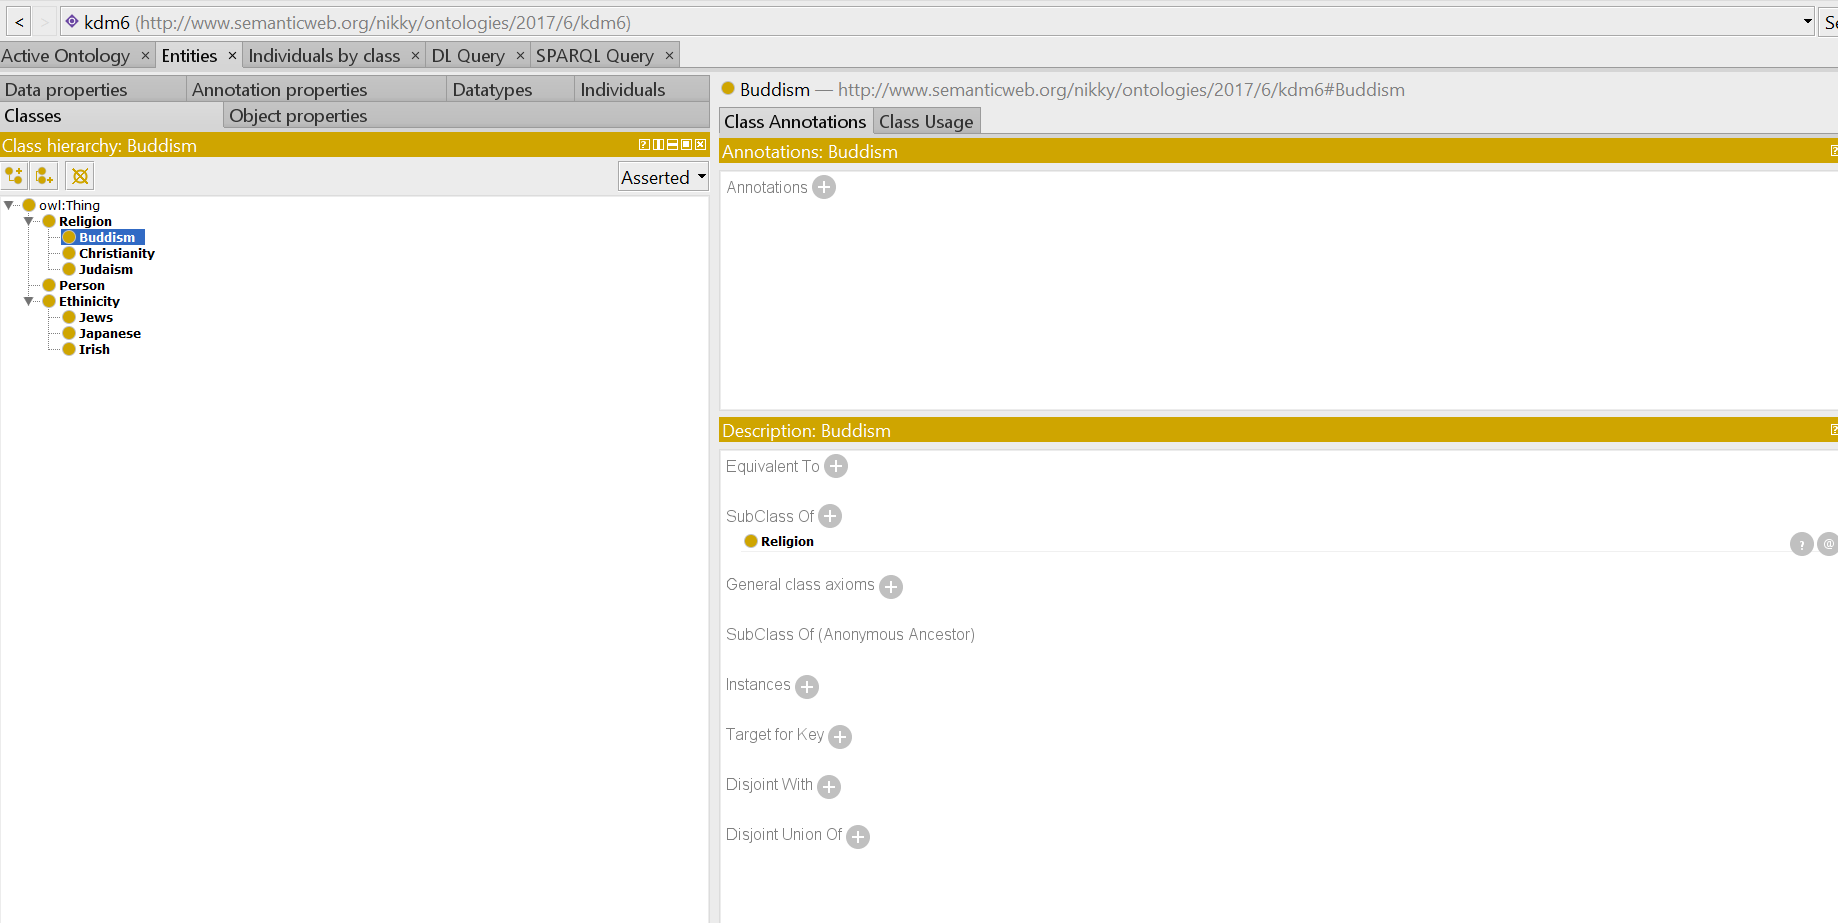 < > kdm6 (http://www.semanticweb.org/nikky/ontologies/2017/6/kdm6)
Active Ontology × Entities × Individuals by class × DL Query × SPARQL Query ×
Data properties Annotation properties Datatypes Individuals
Classes Object properties
Class hierarchy: Buddism
Asserted
owl:Thing
Religion
Buddism
Christianity
Judaism
Person
Ethinicity
Jews
Japanese
Irish
Buddism — http://www.semanticweb.org/nikky/ontologies/2017/6/kdm6#Buddism
Class Annotations Class Usage
Annotations: Buddism
Annotations
Description: Buddism
Equivalent To
SubClass Of
Religion
? @
General class axioms
SubClass Of (Anonymous Ancestor)
Instances
Target for Key
Disjoint With
Disjoint Union Of